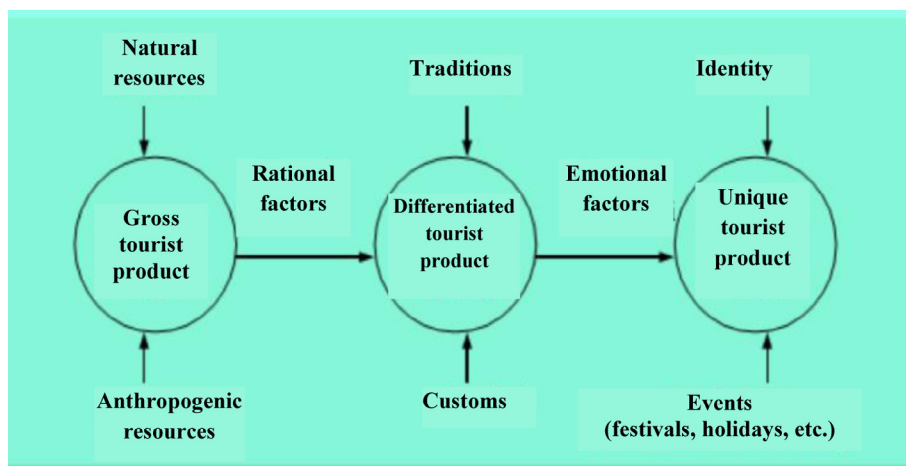 Natural
resources
Traditions
Identity
Rational
factors
Emotional
factors
Gross
tourist
product
Differentiated
tourist
product
Unique
tourist
product
Anthropogenic
resources
Customs
Events
(festivals, holidays, etc.)